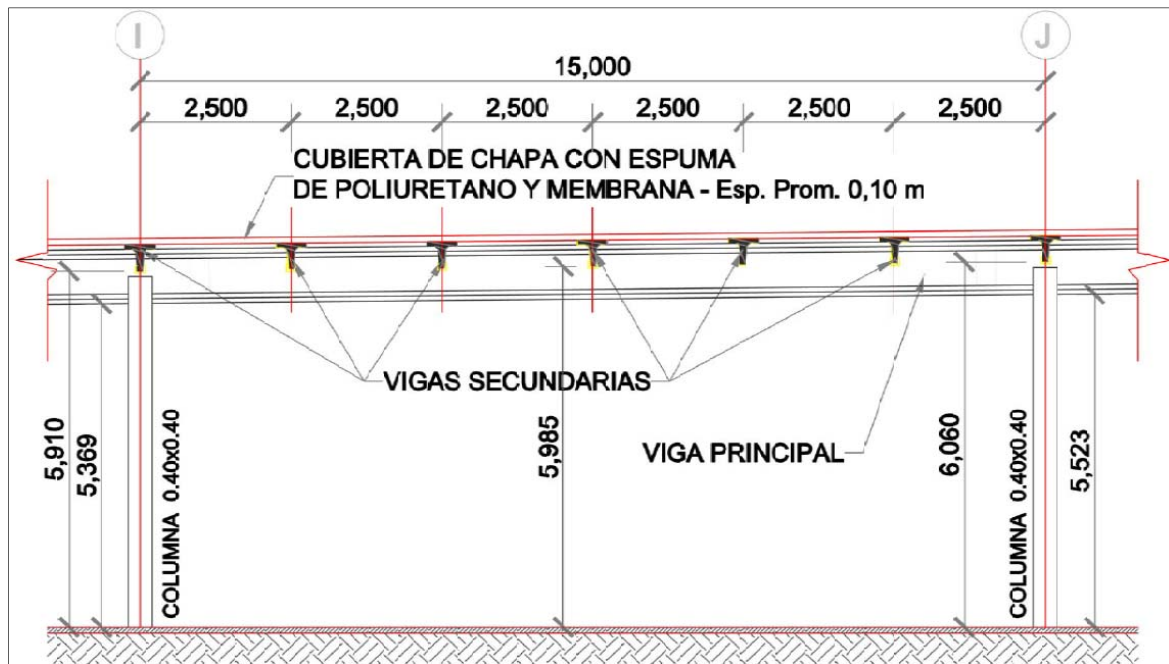 I
J
15,000
2,500
2,500
2,500
2,500
2,500
2,500
CUBIERTA DE CHAPA CON ESPUMA
DE POLIURETANO Y MEMBRANA - Esp. Prom. 0,10 m
VIGAS SECUNDARIAS
VIGA PRINCIPAL
5,910
5,369
COLUMNA 0.40x0.40
5,985
6,060
COLUMNA 0.40x0.40
5,523